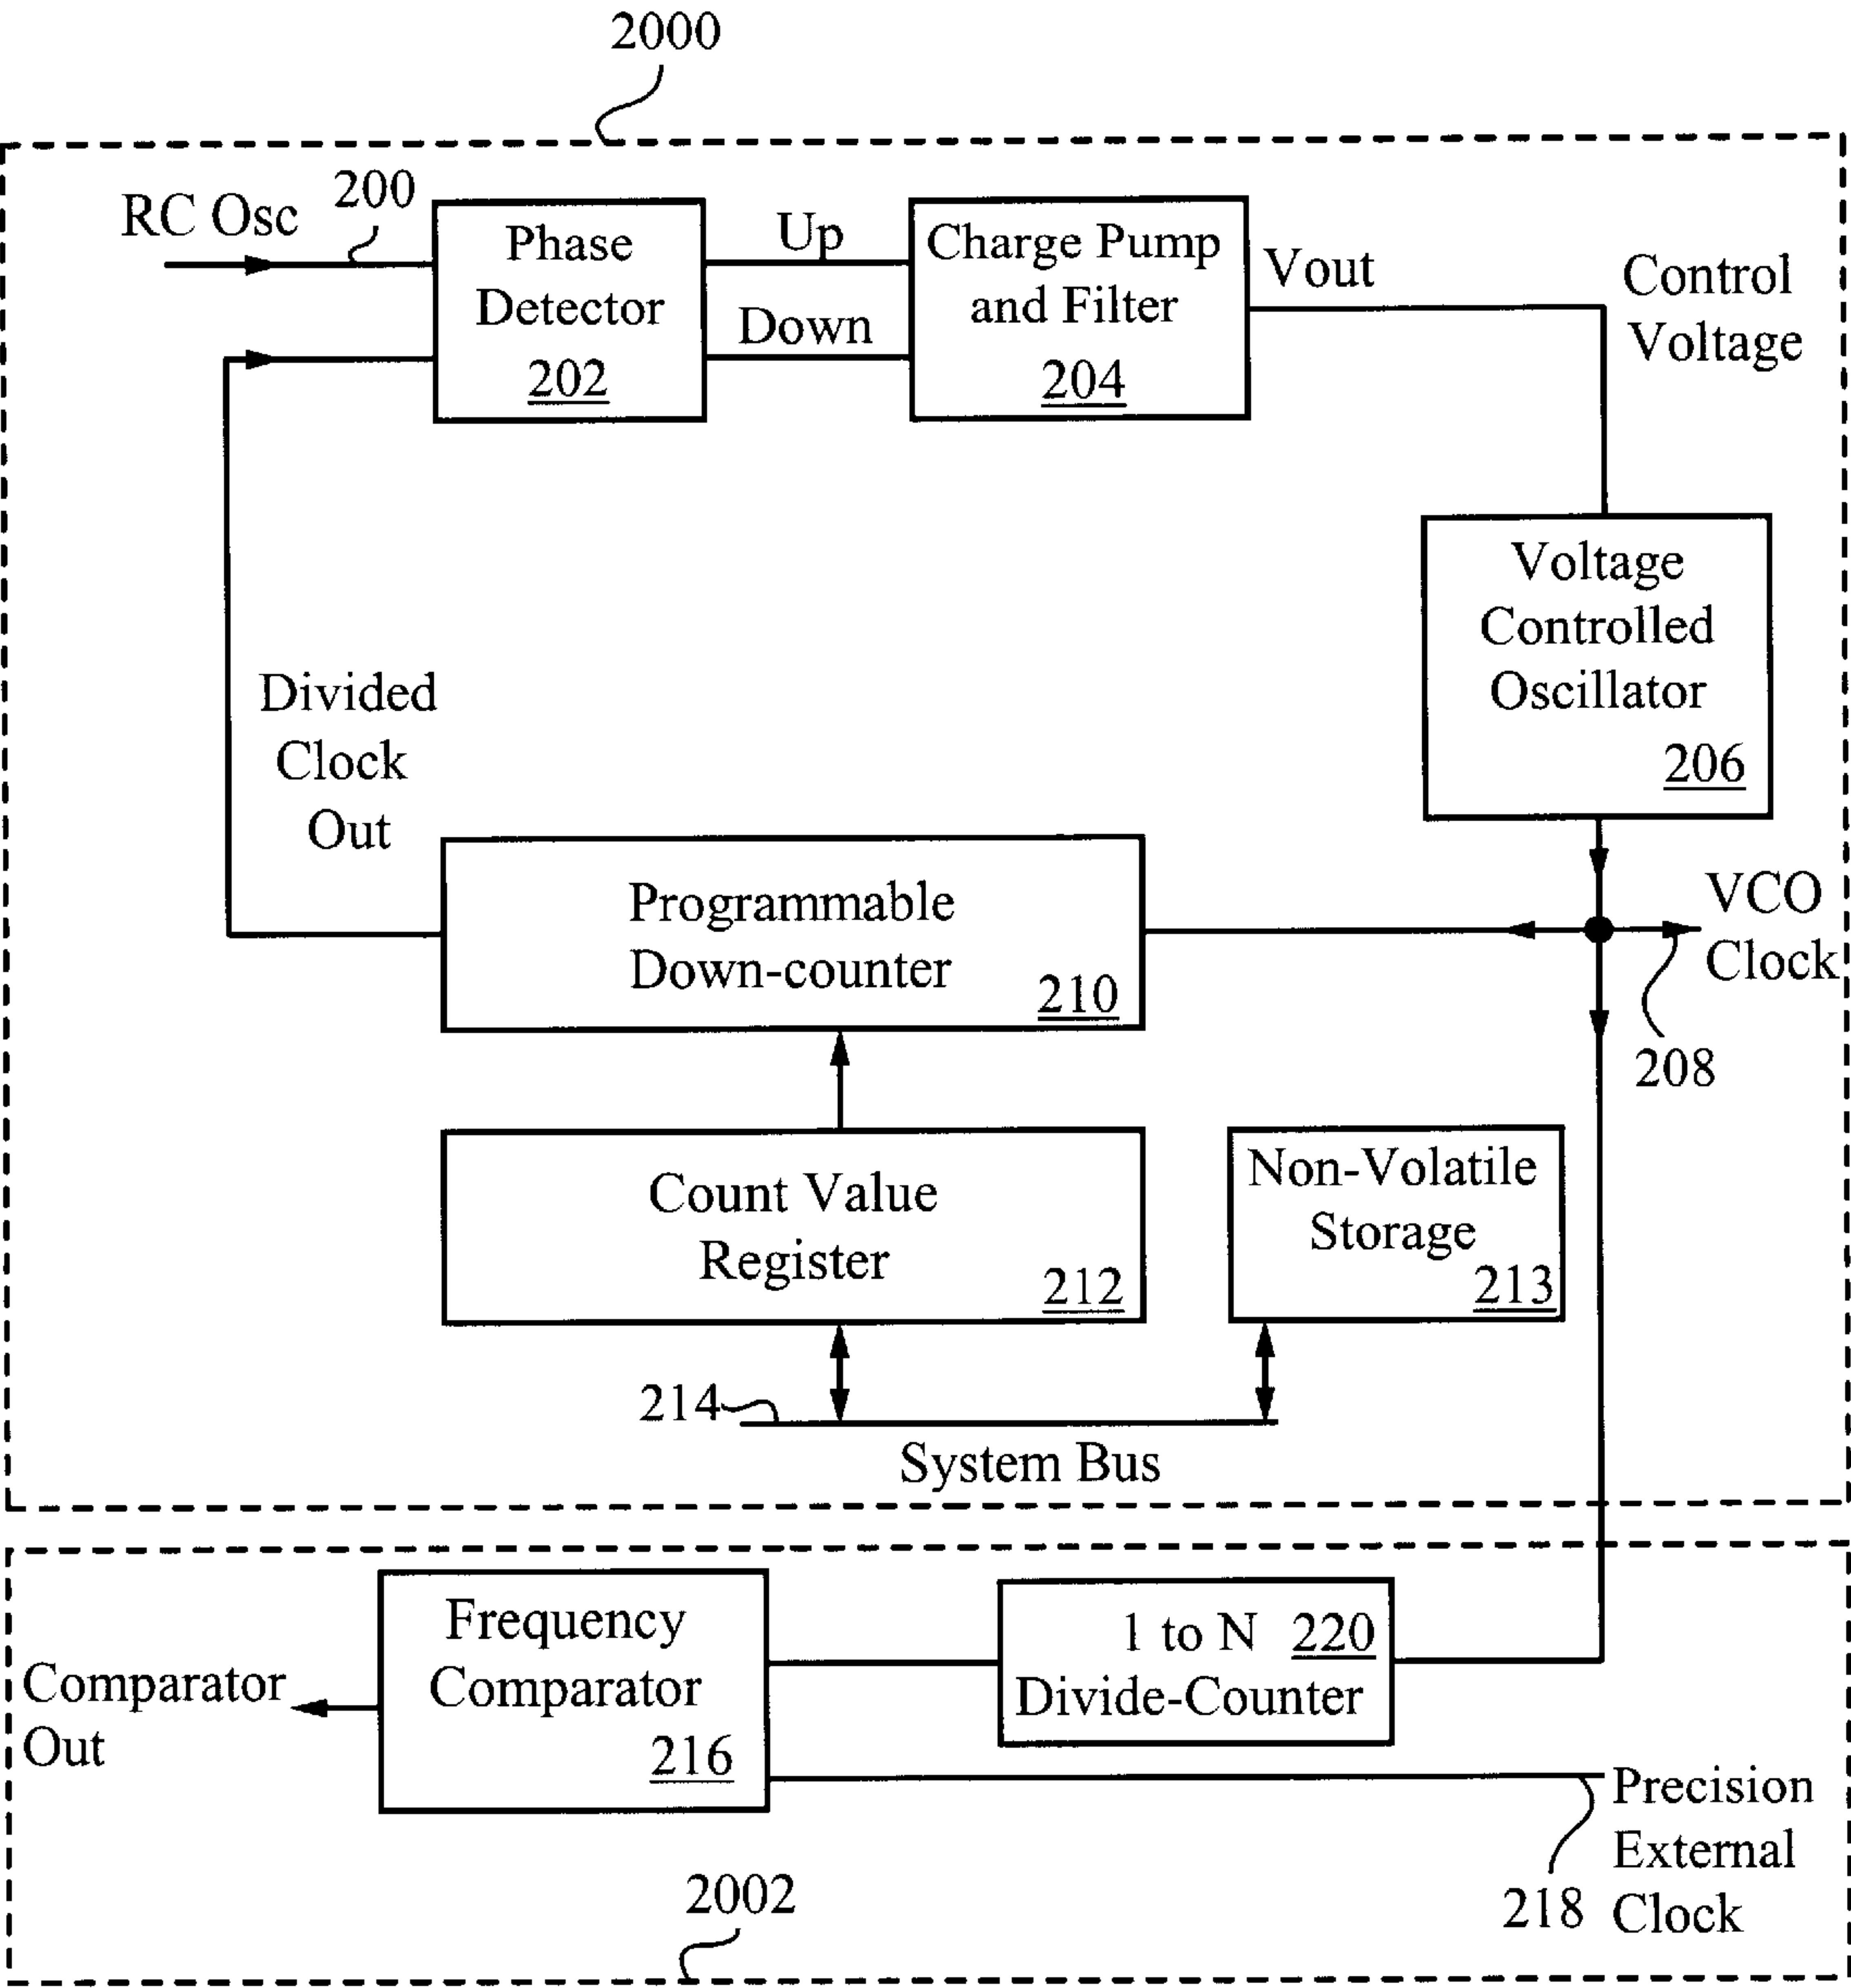 2000
RC Osc
200
Phase
Detector
202
Up
Down
Charge Pump
and Filter
204
Vout
Control
Voltage
Voltage
Controlled
Oscillator
206
Divided
Clock
Out
Programmable
Down-counter
210
VCO
Clock
208
Count Value
Register
212
Non-Volatile
Storage
213
214
System Bus
Frequency
Comparator
216
1 to N 220
Divide-Counter
Comparator
Out
Precision
External
Clock
218
2002